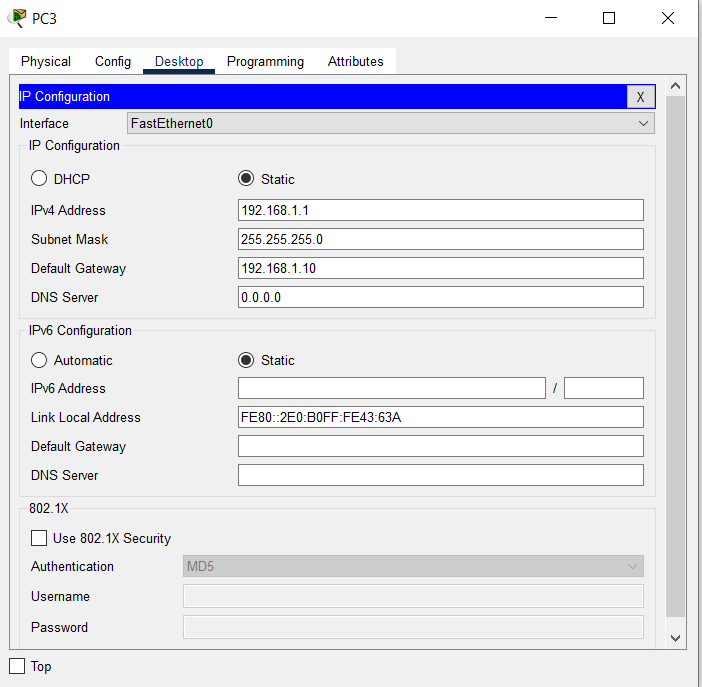 PC3
Physical Config Desktop Programming Attributes
IP Configuration X
Interface FastEthernet0
IP Configuration
DHCP Static
IPv4 Address 192.168.1.1
Subnet Mask 255.255.255.0
Default Gateway 192.168.1.10
DNS Server 0.0.0.0
IPv6 Configuration
Automatic Static
IPv6 Address /
Link Local Address FE80::2E0:B0FF:FE43:63A
Default Gateway
DNS Server
802.1X
Use 802.1X Security
Authentication MD5
Username
Password
Top